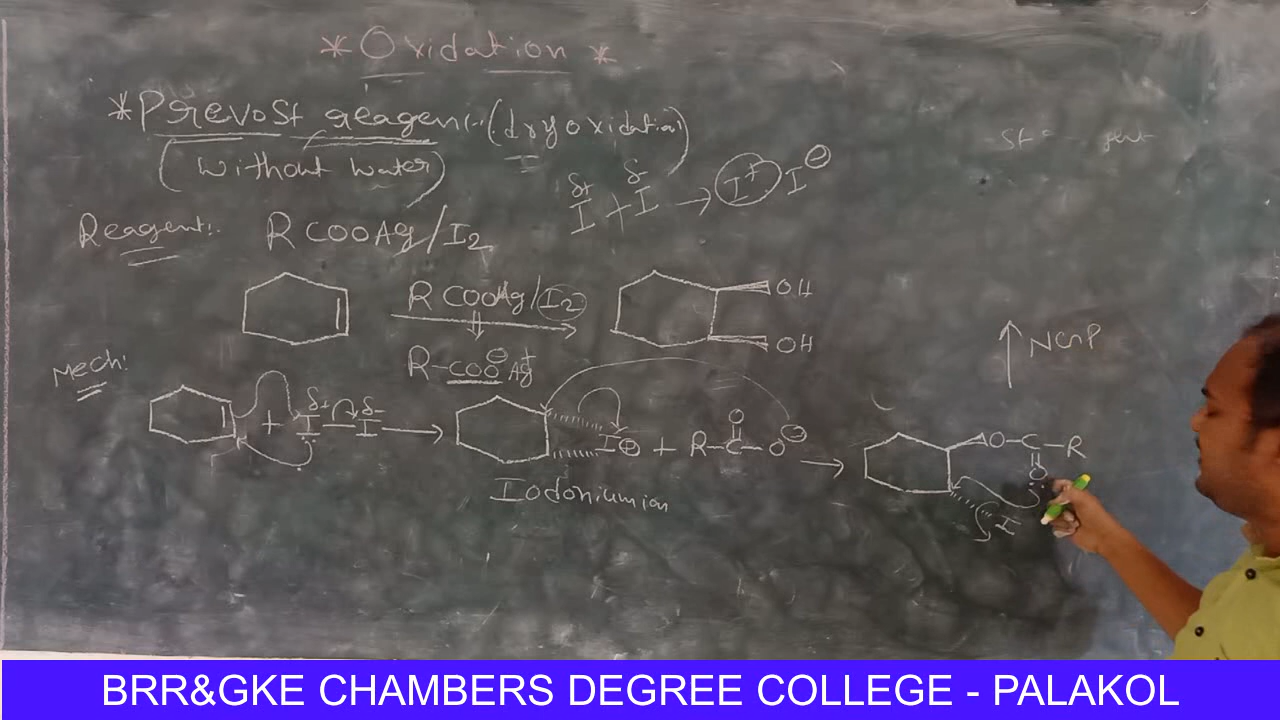 * Oxidation *
* Prevost reagent (dry oxidation)
(Without water)
δ+ δ-
I + I → I+ I⊖
Reagent:- RCOOAg/I2
RCOOAg/I2
OH
OH
R-COO⊖ Ag+
NGP
Mech:
+ δ+ I — δ- I → I⊕ + R-C-O⊖ → O-C-R
O
O
I
Iodonium ion
BRR&GKE CHAMBERS DEGREE COLLEGE - PALAKOL